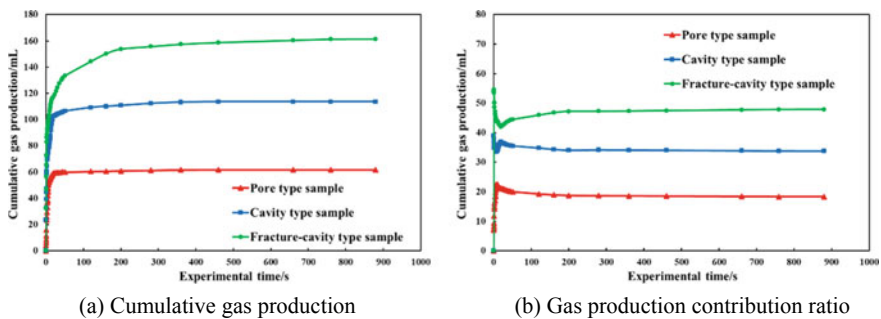 Cumulative gas production/mL
180
160
140
120
100
80
60
40
20
0
0 100 200 300 400 500 600 700 800 900 1000
Experimental time/s
Pore type sample
Cavity type sample
Fracture-cavity type sample
(a) Cumulative gas production
Cumulative gas production/mL
80
70
60
50
40
30
20
10
0
Pore type sample
Cavity type sample
Fracture-cavity type sample
0 100 200 300 400 500 600 700 800 900 1000
Experimental time/s
(b) Gas production contribution ratio